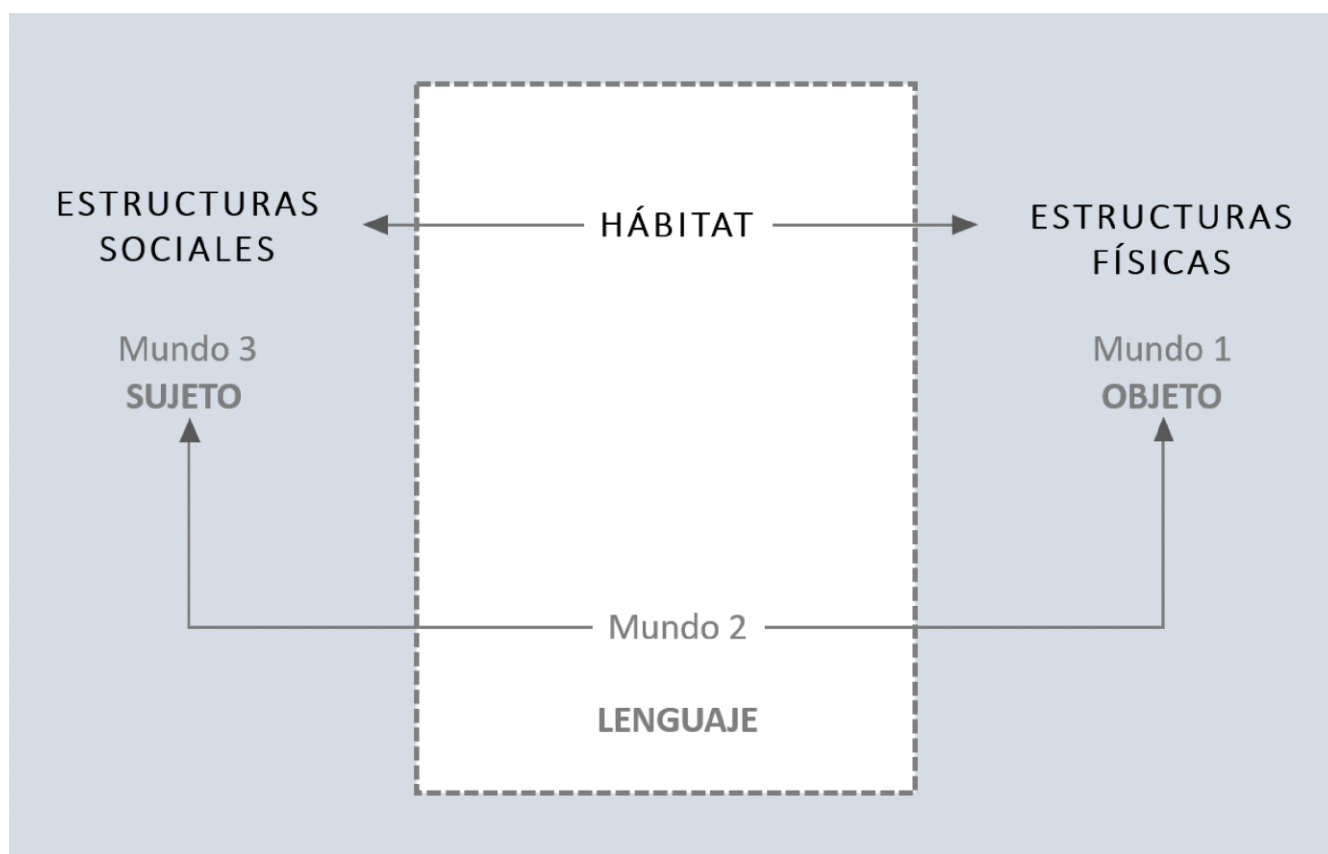 ESTRUCTURAS
SOCIALES
HÁBITAT
ESTRUCTURAS
FÍSICAS
Mundo 3
SUJETO
Mundo 1
OBJETO
Mundo 2
LENGUAJE